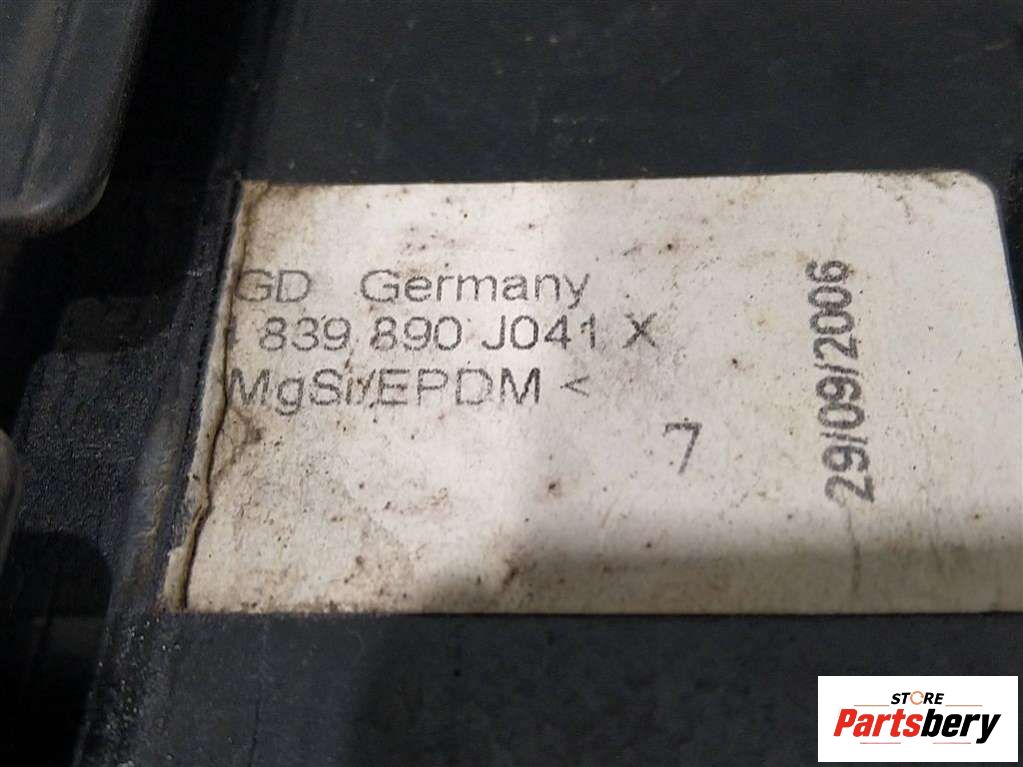 GD Germany
839 890 J041 X
MgSi/EPDM <
7
29/09/2006
STORE
Partsbery